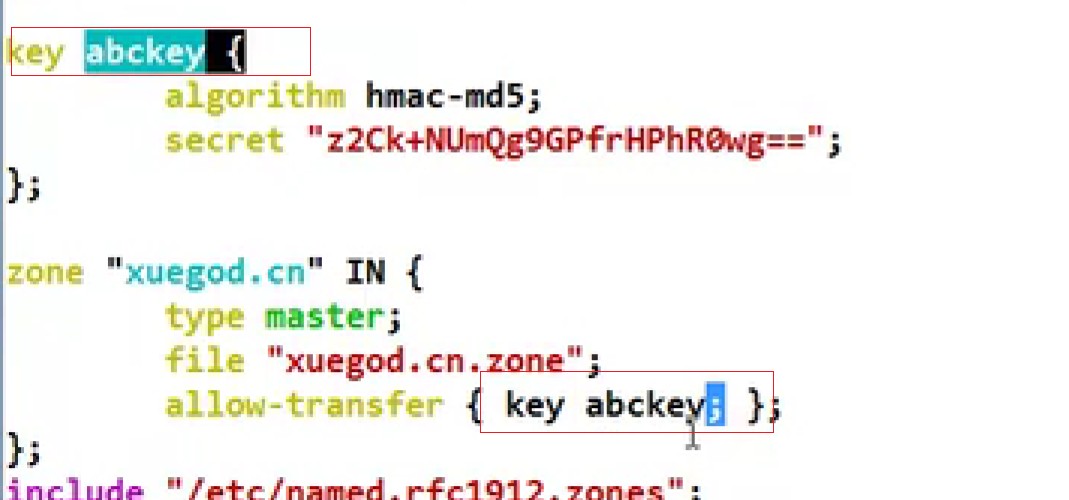 key abckey {
algorithm hmac-md5;
secret "z2Ck+NUmQg9GPfrHPhR0wg==";
};
zone "xuegod.cn" IN {
type master;
file "xuegod.cn.zone";
allow-transfer { key abckey; };
};
include "/etc/named.rfc1912.zones";